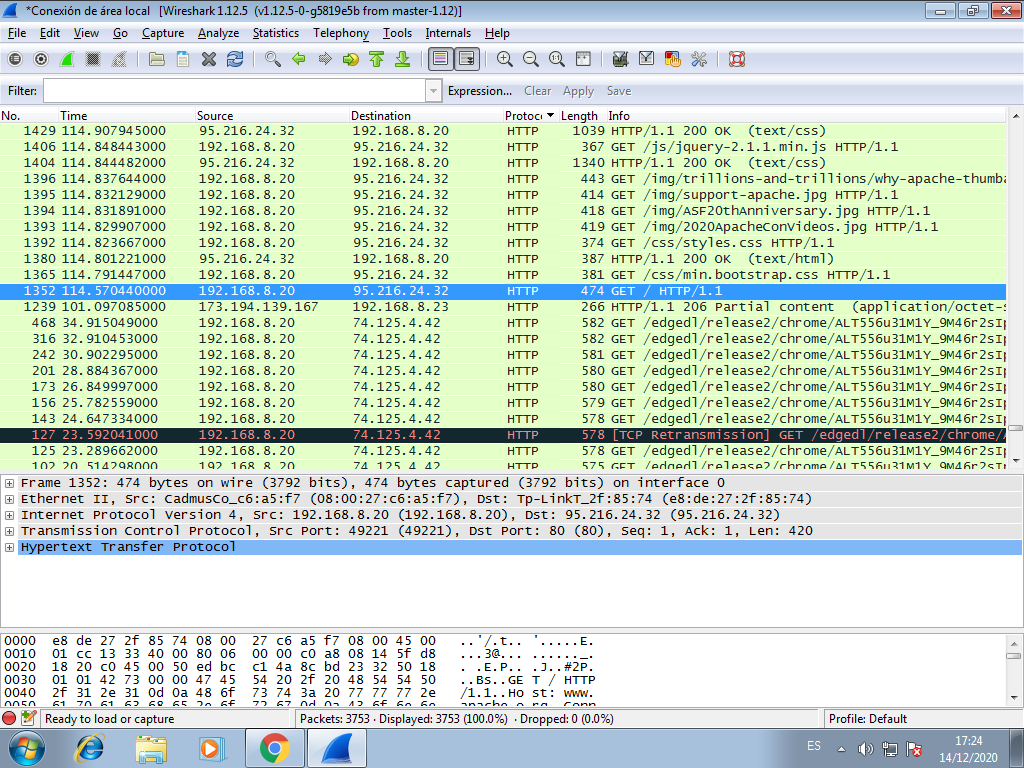 *Conexión de área local [Wireshark 1.12.5 (v1.12.5-0-g5819e5b from master-1.12)]
File Edit View Go Capture Analyze Statistics Telephony Tools Internals Help
Filter: Expression... Clear Apply Save
No. Time Source Destination Protoc Length Info
1429 114.907945000 95.216.24.32 192.168.8.20 HTTP 1039 HTTP/1.1 200 OK (text/css)
1406 114.848443000 192.168.8.20 95.216.24.32 HTTP 367 GET /js/jquery-2.1.1.min.js HTTP/1.1
1404 114.844482000 95.216.24.32 192.168.8.20 HTTP 1340 HTTP/1.1 200 OK (text/css)
1396 114.837644000 192.168.8.20 95.216.24.32 HTTP 443 GET /img/trillions-and-trillions/why-apache-thumba
1395 114.832129000 192.168.8.20 95.216.24.32 HTTP 414 GET /img/support-apache.jpg HTTP/1.1
1394 114.831891000 192.168.8.20 95.216.24.32 HTTP 418 GET /img/ASF20thAnniversary.jpg HTTP/1.1
1393 114.829907000 192.168.8.20 95.216.24.32 HTTP 419 GET /img/2020ApacheConVideos.jpg HTTP/1.1
1392 114.823667000 192.168.8.20 95.216.24.32 HTTP 374 GET /css/styles.css HTTP/1.1
1380 114.801221000 95.216.24.32 192.168.8.20 HTTP 387 HTTP/1.1 200 OK (text/html)
1365 114.791447000 192.168.8.20 95.216.24.32 HTTP 381 GET /css/min.bootstrap.css HTTP/1.1
1352 114.570440000 192.168.8.20 95.216.24.32 HTTP 474 GET / HTTP/1.1
1239 101.097085000 173.194.139.167 192.168.8.23 HTTP 266 HTTP/1.1 206 Partial content (application/octet-s
468 34.915049000 192.168.8.20 74.125.4.42 HTTP 582 GET /edgedl/release2/chrome/ALT556u31M1Y_9M46r2sIp
316 32.910453000 192.168.8.20 74.125.4.42 HTTP 582 GET /edgedl/release2/chrome/ALT556u31M1Y_9M46r2sIp
242 30.902295000 192.168.8.20 74.125.4.42 HTTP 581 GET /edgedl/release2/chrome/ALT556u31M1Y_9M46r2sIp
201 28.884367000 192.168.8.20 74.125.4.42 HTTP 580 GET /edgedl/release2/chrome/ALT556u31M1Y_9M46r2sIp
173 26.849997000 192.168.8.20 74.125.4.42 HTTP 580 GET /edgedl/release2/chrome/ALT556u31M1Y_9M46r2sIp
156 25.782559000 192.168.8.20 74.125.4.42 HTTP 579 GET /edgedl/release2/chrome/ALT556u31M1Y_9M46r2sIp
143 24.647334000 192.168.8.20 74.125.4.42 HTTP 578 GET /edgedl/release2/chrome/ALT556u31M1Y_9M46r2sIp
127 23.592041000 192.168.8.20 74.125.4.42 HTTP 578 [TCP Retransmission] GET /edgedl/release2/chrome/A
125 23.289662000 192.168.8.20 74.125.4.42 HTTP 578 GET /edgedl/release2/chrome/ALT556u31M1Y_9M46r2sIp
102 20.514298000 192.168.8.20 74.125.4.42 HTTP 575 GET /edgedl/release2/chrome/ALT556u31M1Y_9M46r2sIp
Frame 1352: 474 bytes on wire (3792 bits), 474 bytes captured (3792 bits) on interface 0
Ethernet II, Src: CadmusCo_c6:a5:f7 (08:00:27:c6:a5:f7), Dst: Tp-LinkT_2f:85:74 (e8:de:27:2f:85:74)
Internet Protocol Version 4, Src: 192.168.8.20 (192.168.8.20), Dst: 95.216.24.32 (95.216.24.32)
Transmission Control Protocol, Src Port: 49221 (49221), Dst Port: 80 (80), Seq: 1, Ack: 1, Len: 420
Hypertext Transfer Protocol
0000 e8 de 27 2f 85 74 08 00 27 c6 a5 f7 08 00 45 00 ..'/.t.. '.....E.
0010 01 cc 13 33 40 00 80 06 00 00 c0 a8 08 14 5f d8 ...3@... ......_.
0020 18 20 c0 45 00 50 ed bc c1 4a 8c bd 23 32 50 18 . .E.P.. .J..#2P.
0030 01 01 42 73 00 00 47 45 54 20 2f 20 48 54 54 50 ..Bs..GE T / HTTP
0040 2f 31 2e 31 0d 0a 48 6f 73 74 3a 20 77 77 77 2e /1.1..Ho st: www.
0050 61 70 61 63 68 65 2e 6f 72 67 0d 0a 43 6f 6e 6e apache.o rg..Conn
Ready to load or capture Packets: 3753 · Displayed: 3753 (100.0%) · Dropped: 0 (0.0%) Profile: Default
ES 17:24
14/12/2020